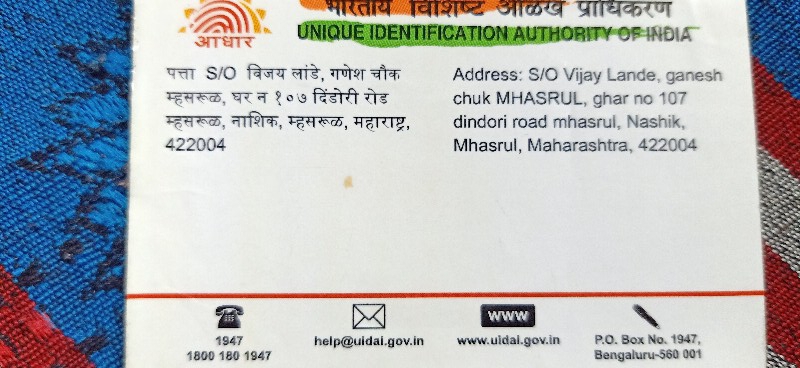 भारतीय विशिष्ट ओळख प्राधिकरण
आधार
UNIQUE IDENTIFICATION AUTHORITY OF INDIA
पत्ता S/O विजय लांडे, गणेश चौक
म्हसरूळ, घर न १०७ दिंडोरी रोड
म्हसरूळ, नाशिक, म्हसरूळ, महाराष्ट्र,
422004
Address: S/O Vijay Lande, ganesh
chuk MHASRUL, ghar no 107
dindori road mhasrul, Nashik,
Mhasrul, Maharashtra, 422004
1947
1800 180 1947
help@uidai.gov.in
WWW
www.uidai.gov.in
P.O. Box No. 1947,
Bengaluru-560 001